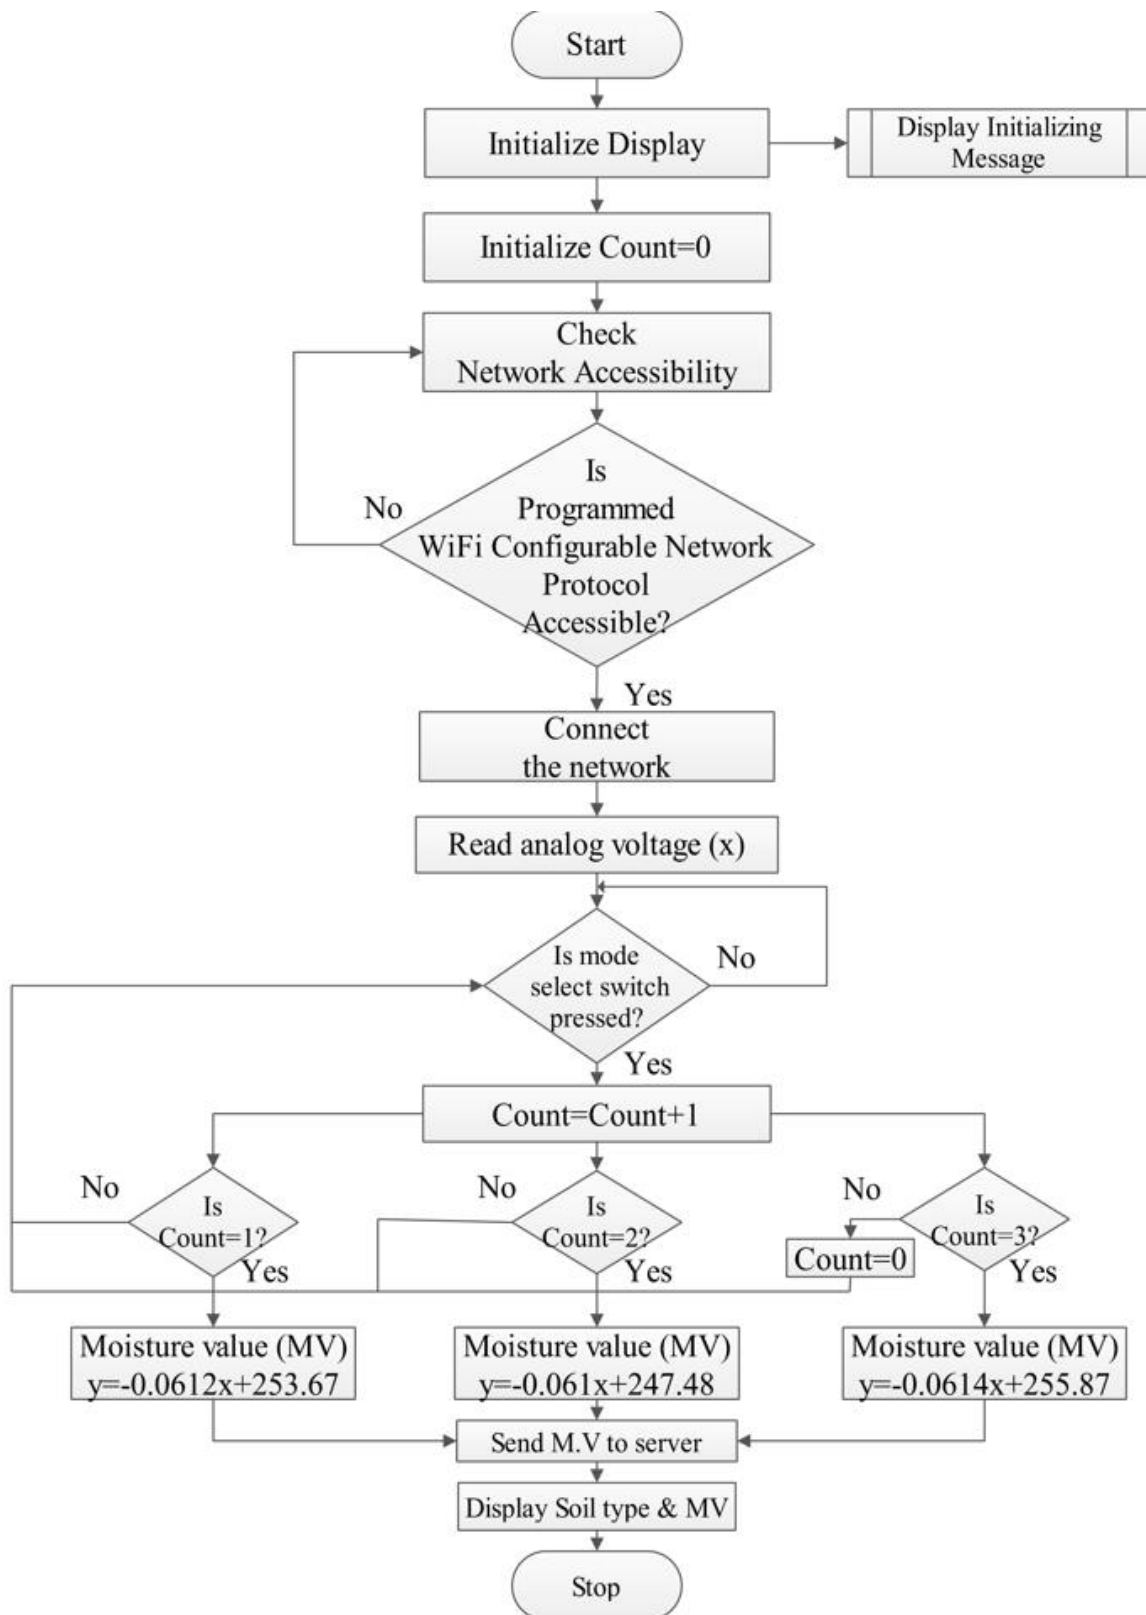 Start
Initialize Display
Display Initializing
Message
Initialize Count=0
Check
Network Accessibility
Is
Programmed
WiFi Configurable Network
Protocol
Accessible?
No
Yes
Connect
the network
Read analog voltage (x)
Is mode
select switch
pressed?
No
Yes
Count=Count+1
No
Is
Count=1?
Yes
No
Is
Count=2?
Yes
No
Is
Count=3?
Count=0
Yes
Moisture value (MV)
y=-0.0612x+253.67
Moisture value (MV)
y=-0.061x+247.48
Moisture value (MV)
y=-0.0614x+255.87
Send M.V to server
Display Soil type & MV
Stop